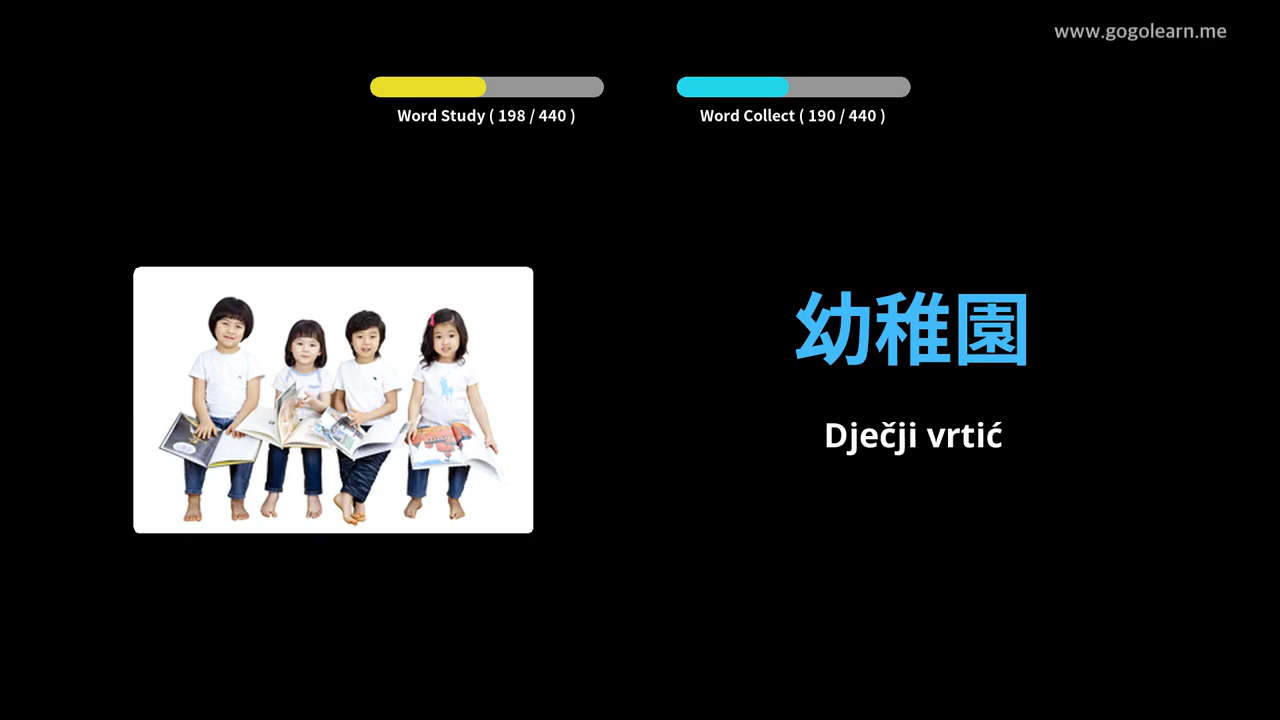 www.gogolearn.me
Word Study ( 198 / 440 )
Word Collect ( 190 / 440 )
幼稚園
Dječji vrtić